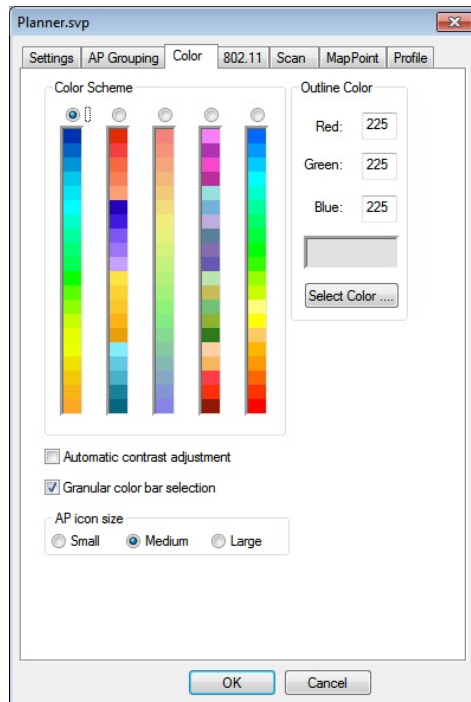 Planner.svp
Settings AP Grouping Color 802.11 Scan MapPoint Profile
Color Scheme
Outline Color
Red: 225
Green: 225
Blue: 225
Select Color ....
Automatic contrast adjustment
Granular color bar selection
AP icon size
Small Medium Large
OK Cancel